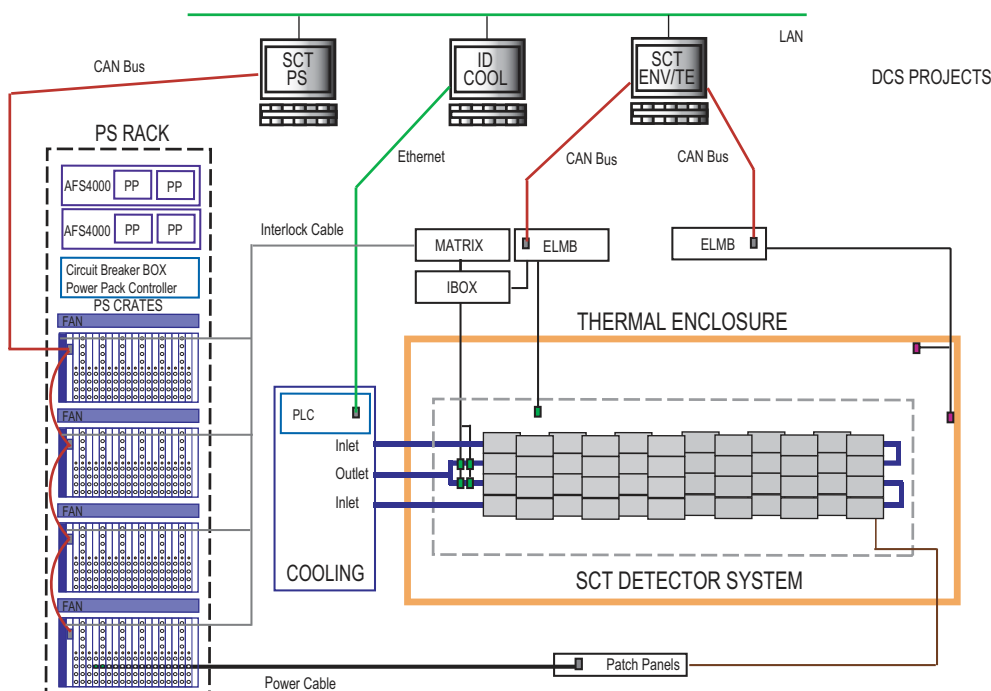 LAN
SCT
PS
ID
COOL
SCT
ENV/TE
DCS PROJECTS
CAN Bus
PS RACK
Ethernet
CAN Bus
CAN Bus
AFS4000 PP PP
AFS4000 PP PP
Interlock Cable
MATRIX
ELMB
ELMB
Circuit Breaker BOX
Power Pack Controller
IBOX
PS CRATES
FAN
THERMAL ENCLOSURE
PLC
FAN
Inlet
Outlet
Inlet
FAN
COOLING
SCT DETECTOR SYSTEM
FAN
Patch Panels
Power Cable